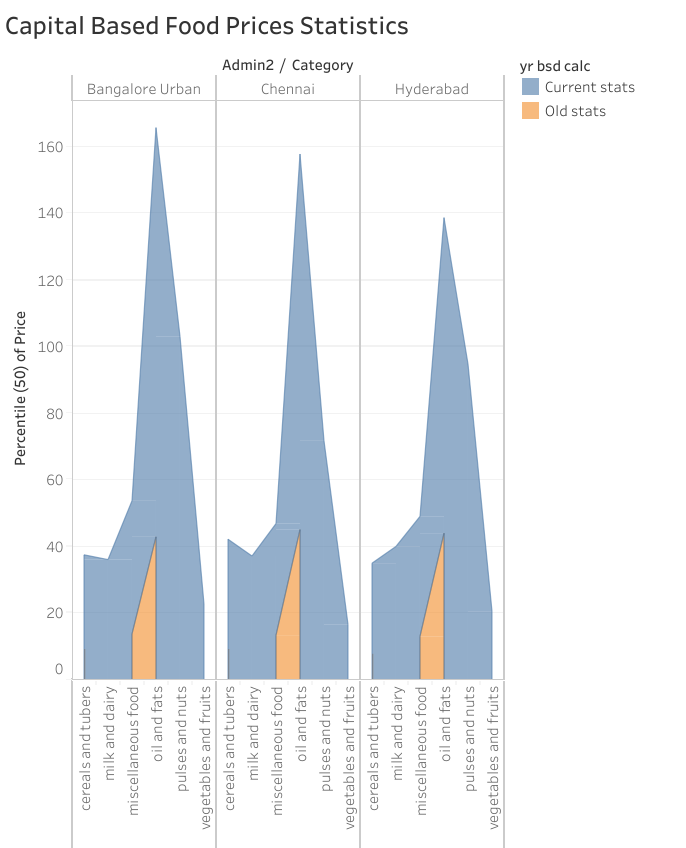 Capital Based Food Prices Statistics
Admin2 / Category
yr bsd calc
Bangalore Urban
Chennai
Hyderabad
Current stats
Old stats
Percentile (50) of Price
160
140
120
100
80
60
40
20
0
cereals and tubers
milk and dairy
miscellaneous food
oil and fats
pulses and nuts
vegetables and fruits
cereals and tubers
milk and dairy
miscellaneous food
oil and fats
pulses and nuts
vegetables and fruits
cereals and tubers
milk and dairy
miscellaneous food
oil and fats
pulses and nuts
vegetables and fruits